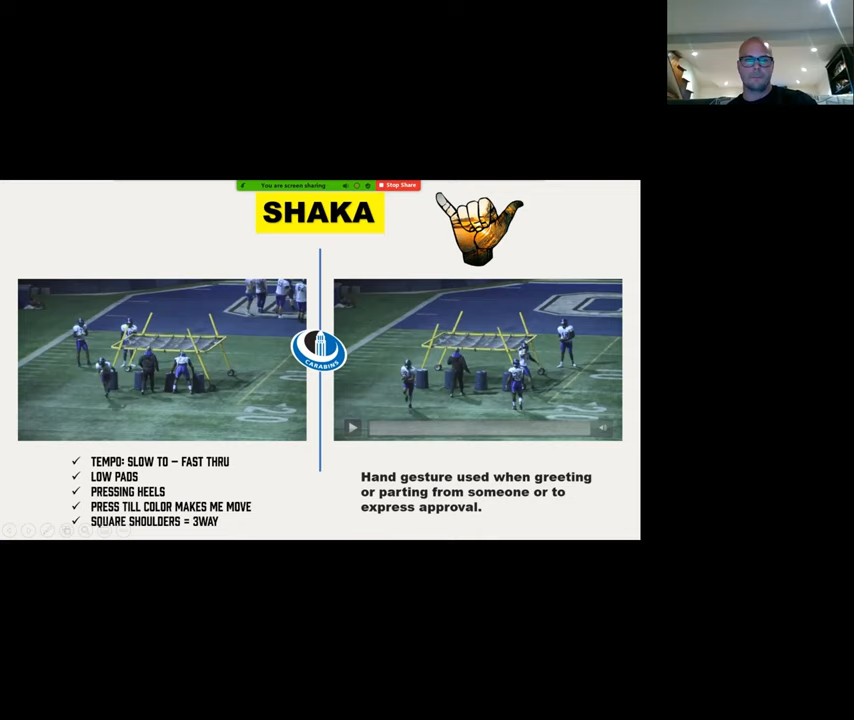 You are screen sharing
Stop Share
SHAKA
CARABINS
TEMPO: SLOW TO – FAST THRU
LOW PADS
PRESSING HEELS
PRESS TILL COLOR MAKES ME MOVE
SQUARE SHOULDERS = 3WAY
Hand gesture used when greeting
or parting from someone or to
express approval.